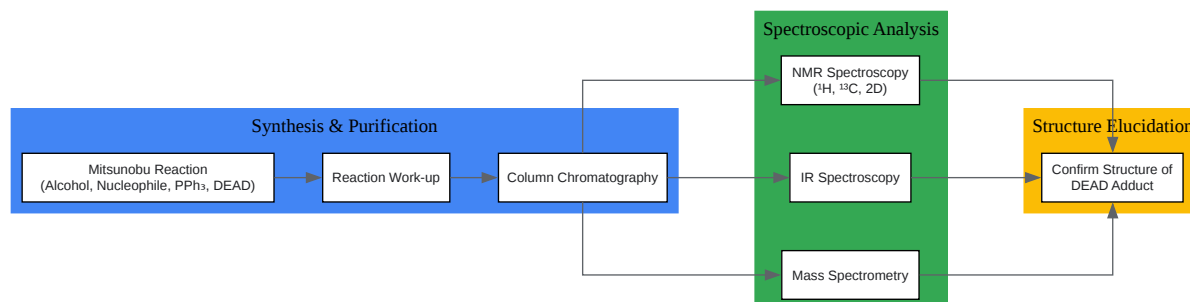 Synthesis & Purification
Mitsunobu Reaction
(Alcohol, Nucleophile, PPh₃, DEAD)
Reaction Work-up
Column Chromatography
Spectroscopic Analysis
NMR Spectroscopy
(¹H, ¹³C, 2D)
IR Spectroscopy
Mass Spectrometry
Structure Elucidation
Confirm Structure of
DEAD Adduct